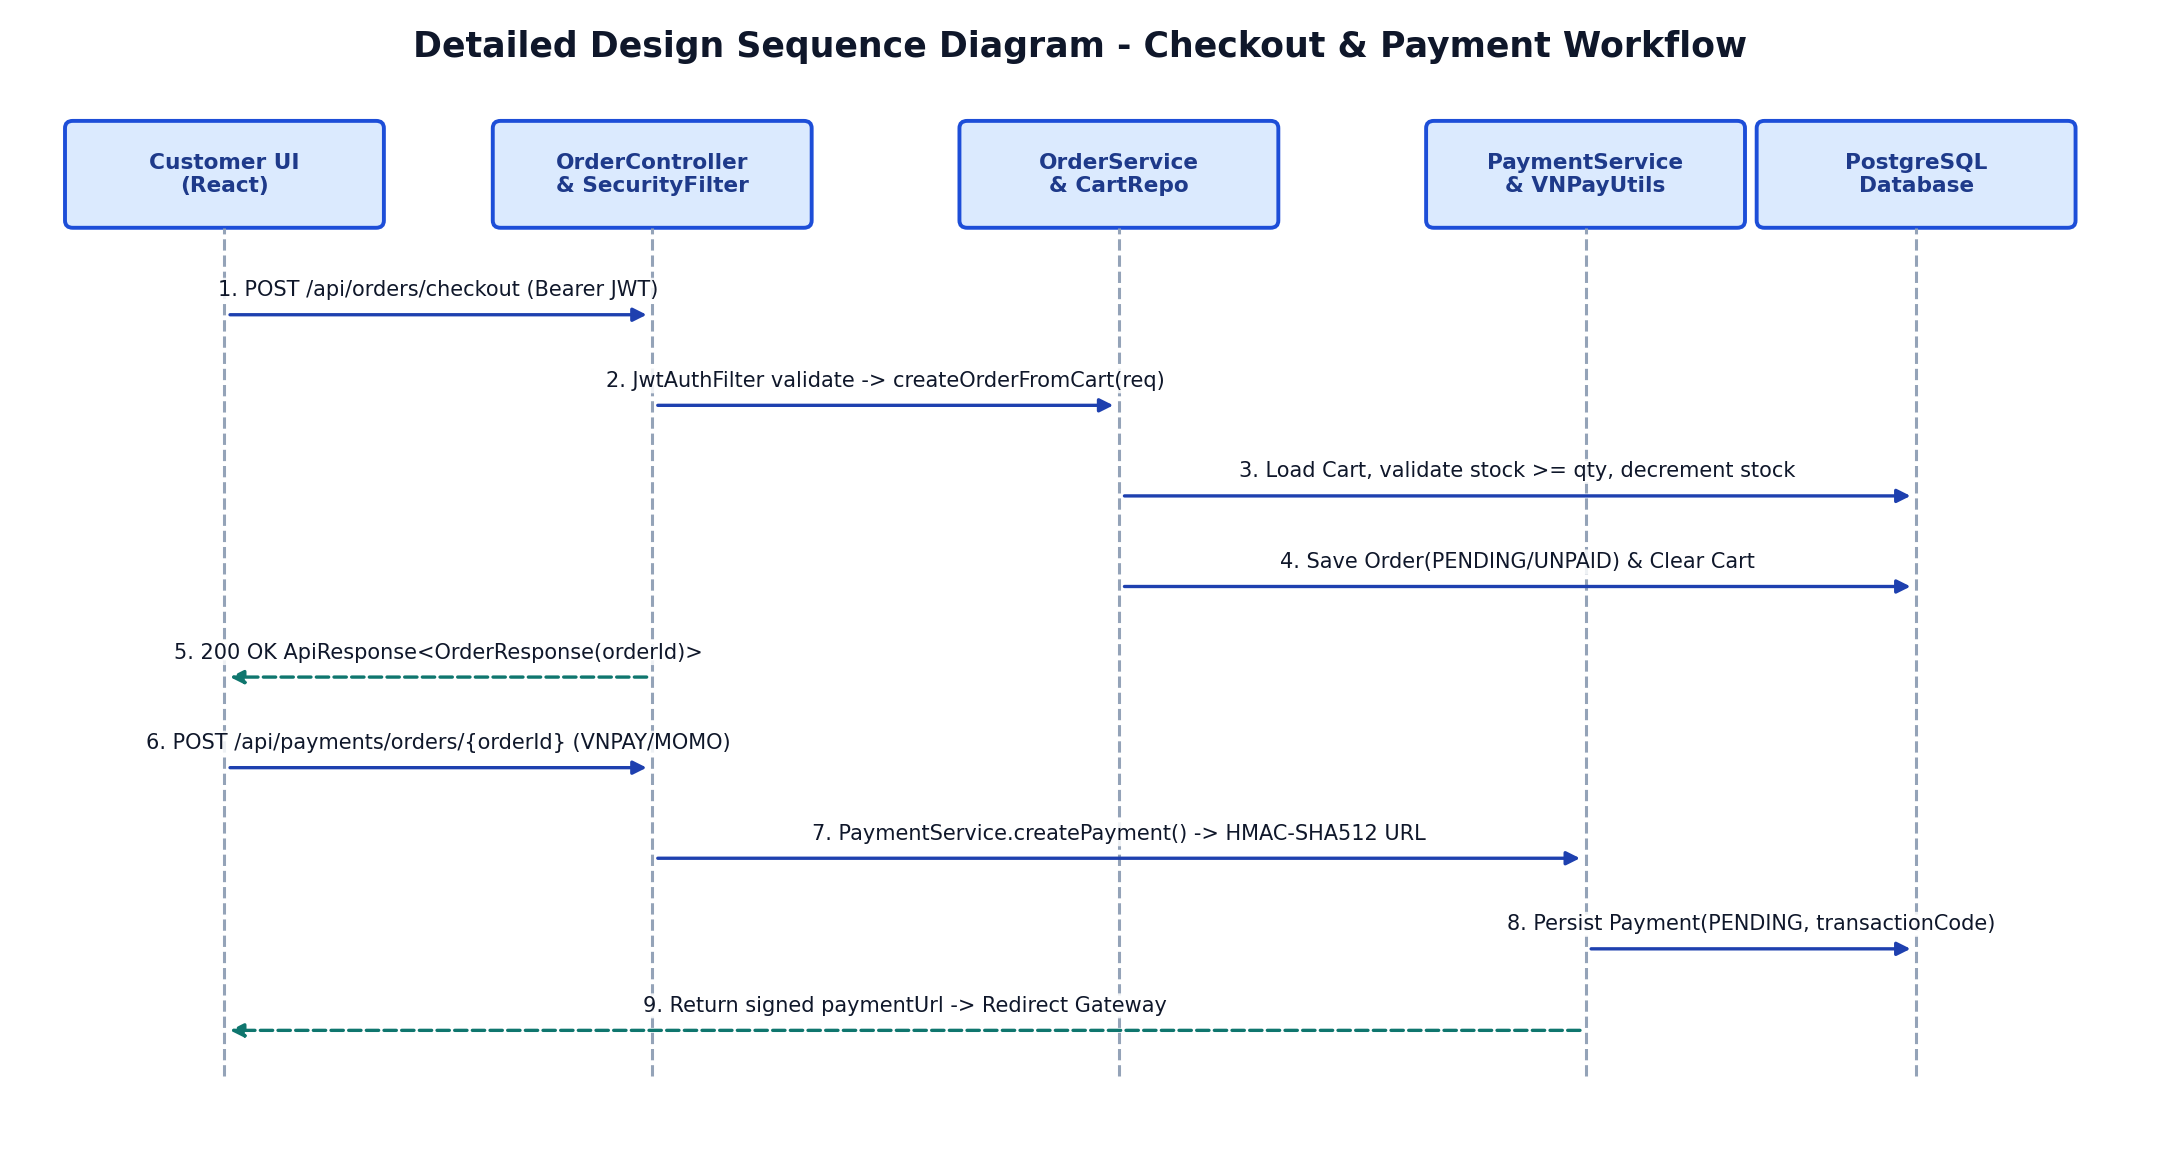 Detailed Design Sequence Diagram - Checkout & Payment Workflow
Customer UI
(React)
OrderController
& SecurityFilter
OrderService
& CartRepo
PaymentService
& VNPayUtils
PostgreSQL
Database
1. POST /api/orders/checkout (Bearer JWT)
2. JwtAuthFilter validate -> createOrderFromCart(req)
3. Load Cart, validate stock >= qty, decrement stock
4. Save Order(PENDING/UNPAID) & Clear Cart
5. 200 OK ApiResponse<OrderResponse(orderId)>
6. POST /api/payments/orders/{orderId} (VNPAY/MOMO)
7. PaymentService.createPayment() -> HMAC-SHA512 URL
8. Persist Payment(PENDING, transactionCode)
9. Return signed paymentUrl -> Redirect Gateway